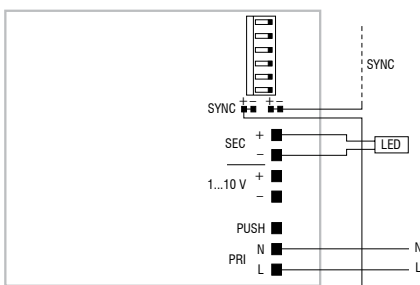 SYNC
+ − + −
SYNC
+
SEC
−
LED
+
1...10 V
−
PUSH
N
N
PRI
L
L